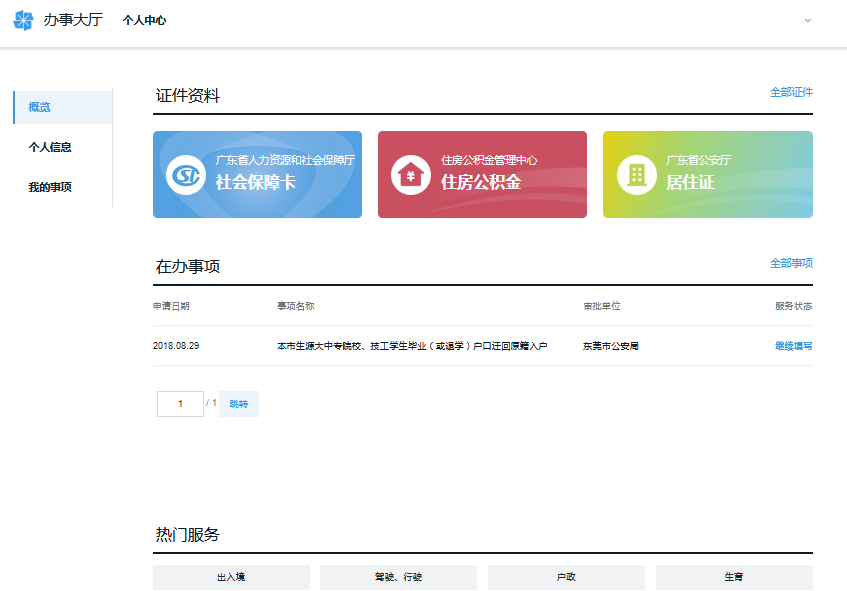 办事大厅 个人中心
概览
个人信息
我的事项
证件资料 全部证件
广东省人力资源和社会保障厅
社会保障卡
住房公积金管理中心
住房公积金
广东省公安厅
居住证
在办事项 全部事项
申请日期 事项名称 审批单位 服务状态
2018.08.29 本市生源大中专院校、技工学生毕业（或退学）户口迁回原籍入户 东莞市公安局 继续填写
1 / 1 跳转
热门服务
出入境 驾驶、行驶 户政 生育